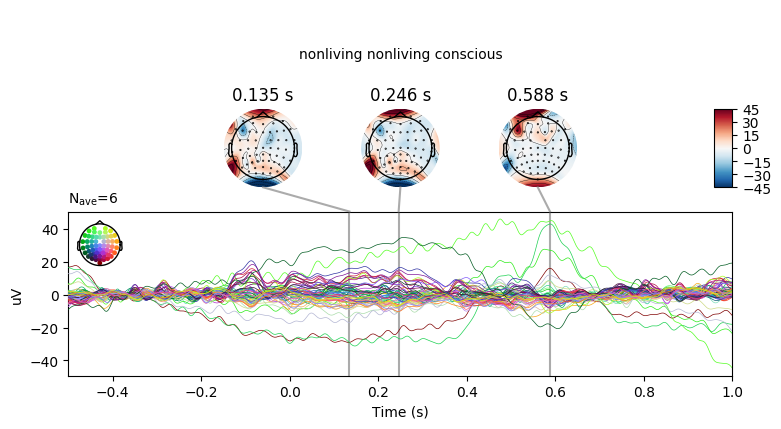 nonliving nonliving conscious
0.135 s 0.246 s 0.588 s
45
30
15
0
−15
−30
−45
Nave=6
40
20
0
−20
−40
uV
−0.4 −0.2 0.0 0.2 0.4 0.6 0.8 1.0
Time (s)